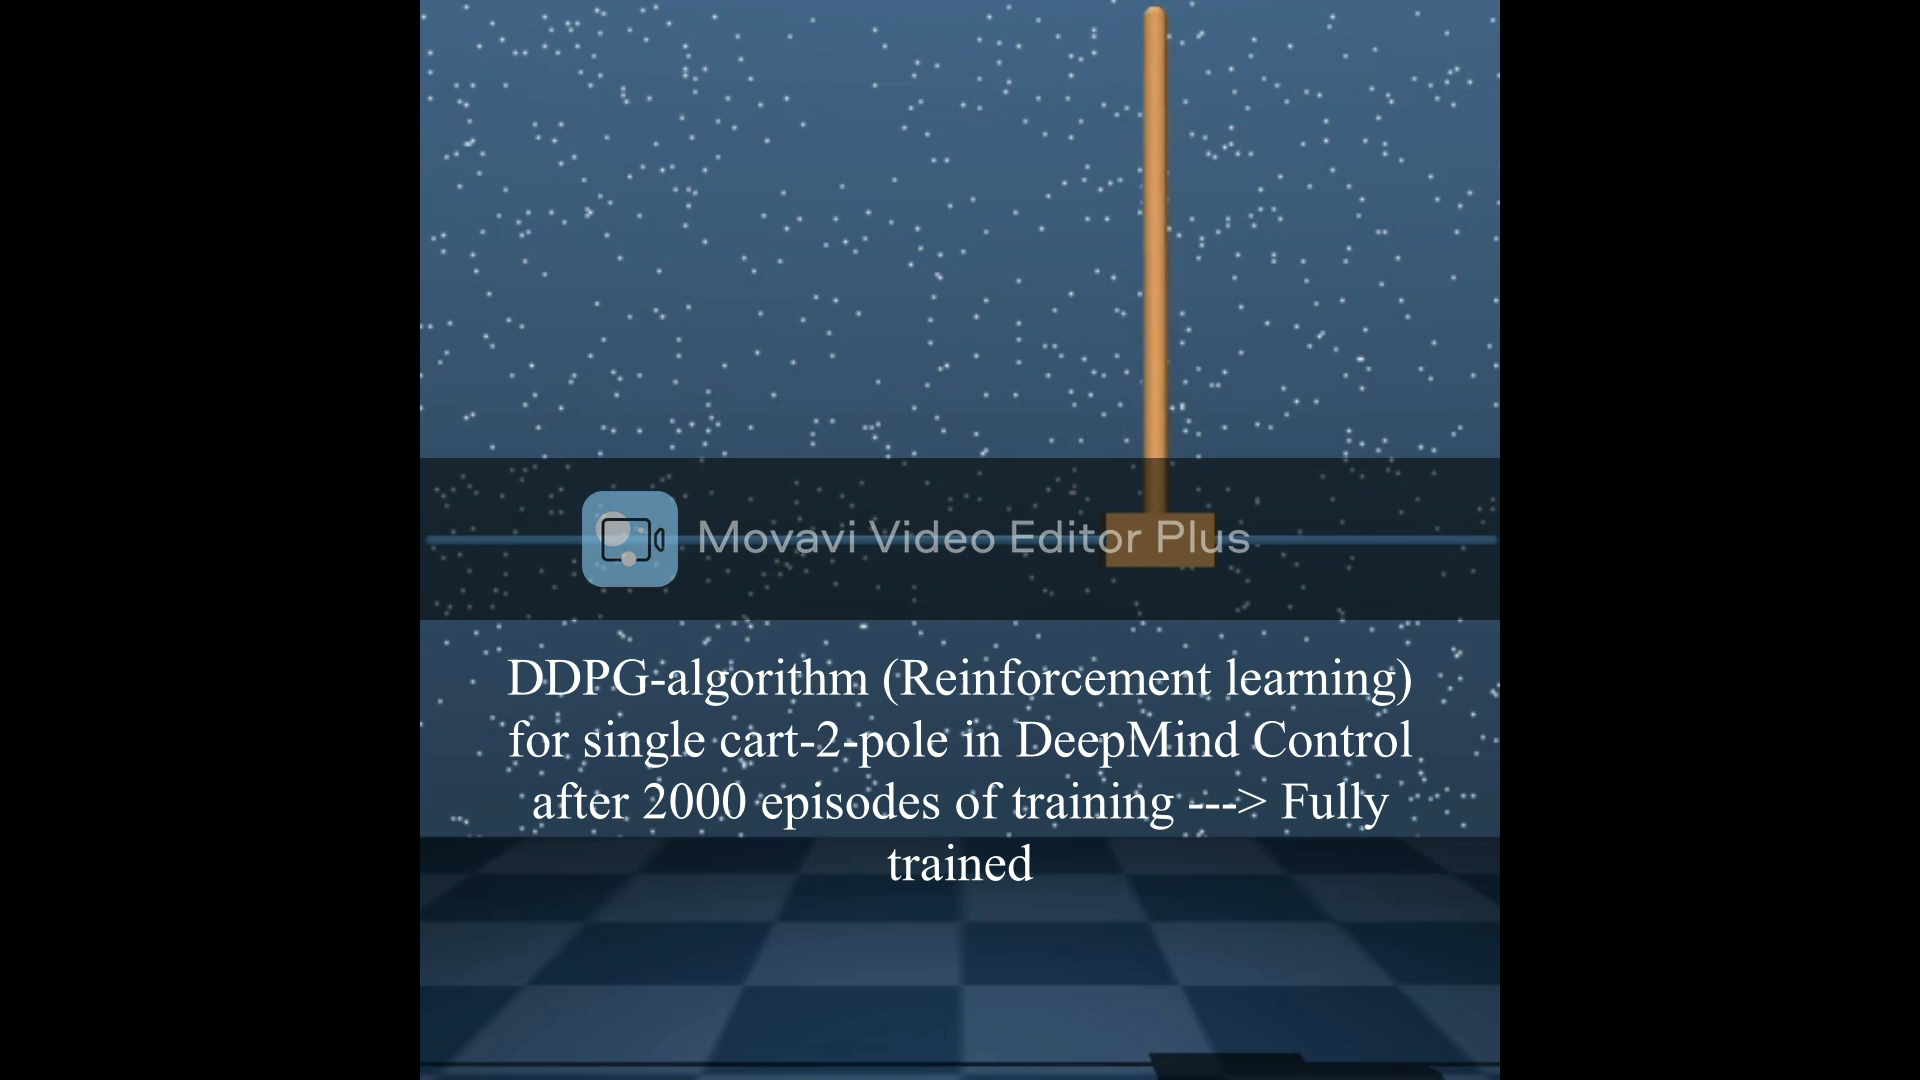 Movavi Video Editor Plus
DDPG-algorithm (Reinforcement learning)
for single cart-2-pole in DeepMind Control
after 2000 episodes of training ---> Fully
trained